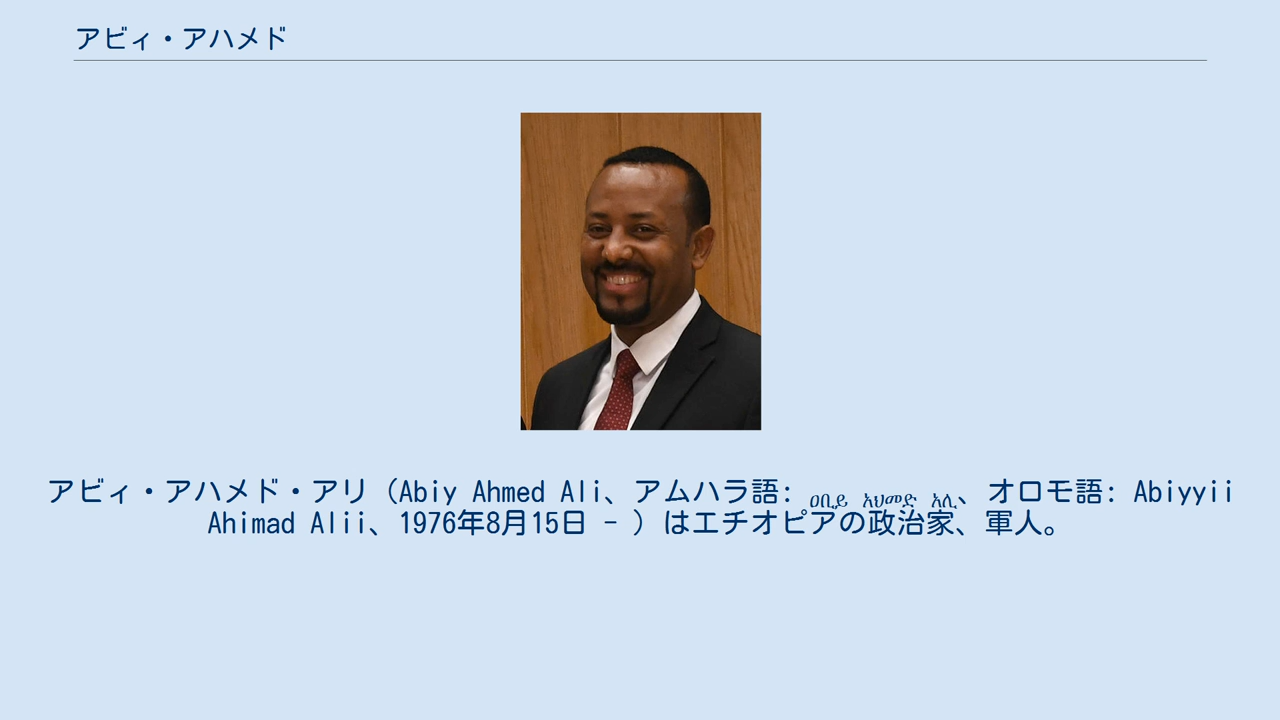 アビィ・アハメド
アビィ・アハメド・アリ（Abiy Ahmed Ali、アムハラ語: ዐቢይ አህመድ አሊ、オロモ語: Abiyyii
Ahimad Alii、1976年8月15日 - ）はエチオピアの政治家、軍人。